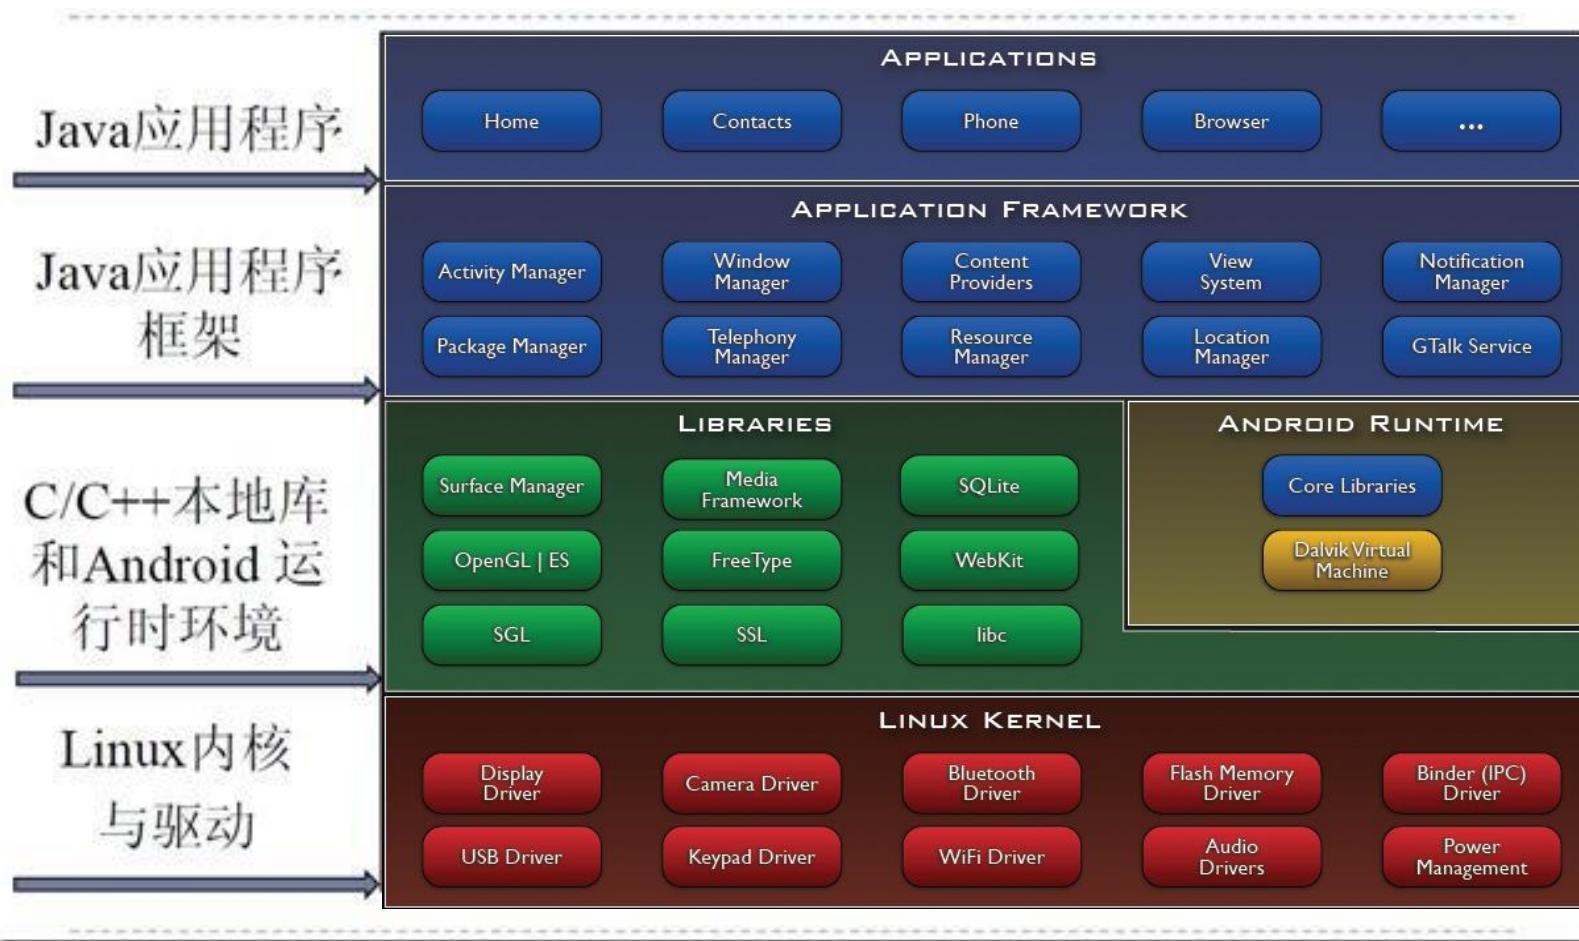 APPLICATIONS
Java应用程序
Home
Contacts
Phone
Browser
...
APPLICATION FRAMEWORK
Java应用程序
框架
Activity Manager
Window
Manager
Content
Providers
View
System
Notification
Manager
Package Manager
Telephony
Manager
Resource
Manager
Location
Manager
GTalk Service
C/C++本地库
和Android 运
行时环境
LIBRARIES
Surface Manager
Media
Framework
SQLite
OpenGL | ES
FreeType
WebKit
SGL
SSL
libc
ANDROID RUNTIME
Core Libraries
Dalvik Virtual
Machine
Linux内核
与驱动
LINUX KERNEL
Display
Driver
Camera Driver
Bluetooth
Driver
Flash Memory
Driver
Binder (IPC)
Driver
USB Driver
Keypad Driver
WiFi Driver
Audio
Drivers
Power
Management